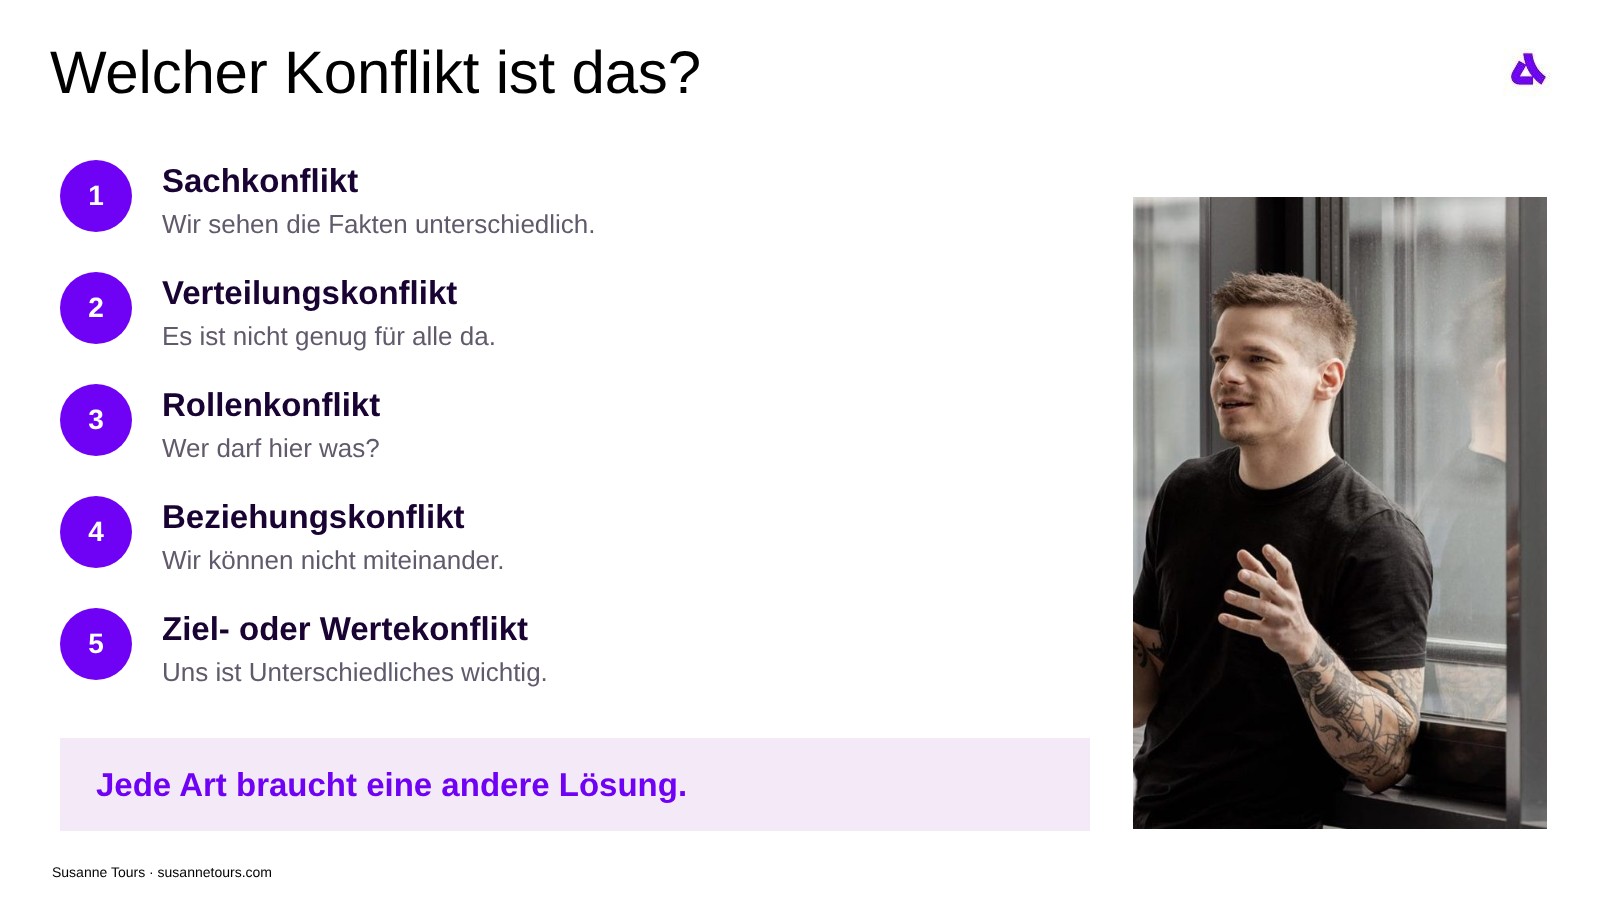 Welcher Konflikt ist das?
1
Sachkonflikt
Wir sehen die Fakten unterschiedlich.
2
Verteilungskonflikt
Es ist nicht genug für alle da.
3
Rollenkonflikt
Wer darf hier was?
4
Beziehungskonflikt
Wir können nicht miteinander.
5
Ziel- oder Wertekonflikt
Uns ist Unterschiedliches wichtig.
Jede Art braucht eine andere Lösung.
Susanne Tours · susannetours.com